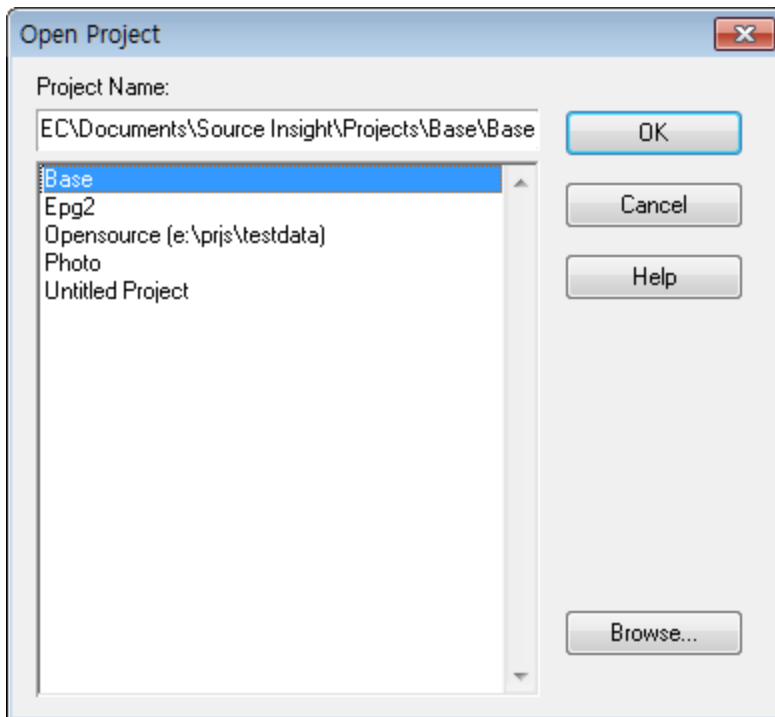 Open Project
Project Name:
EC\Documents\Source Insight\Projects\Base\Base
OK
Base
Epg2
Opensource (e:\prjs\testdata)
Photo
Untitled Project
Cancel
Help
Browse...